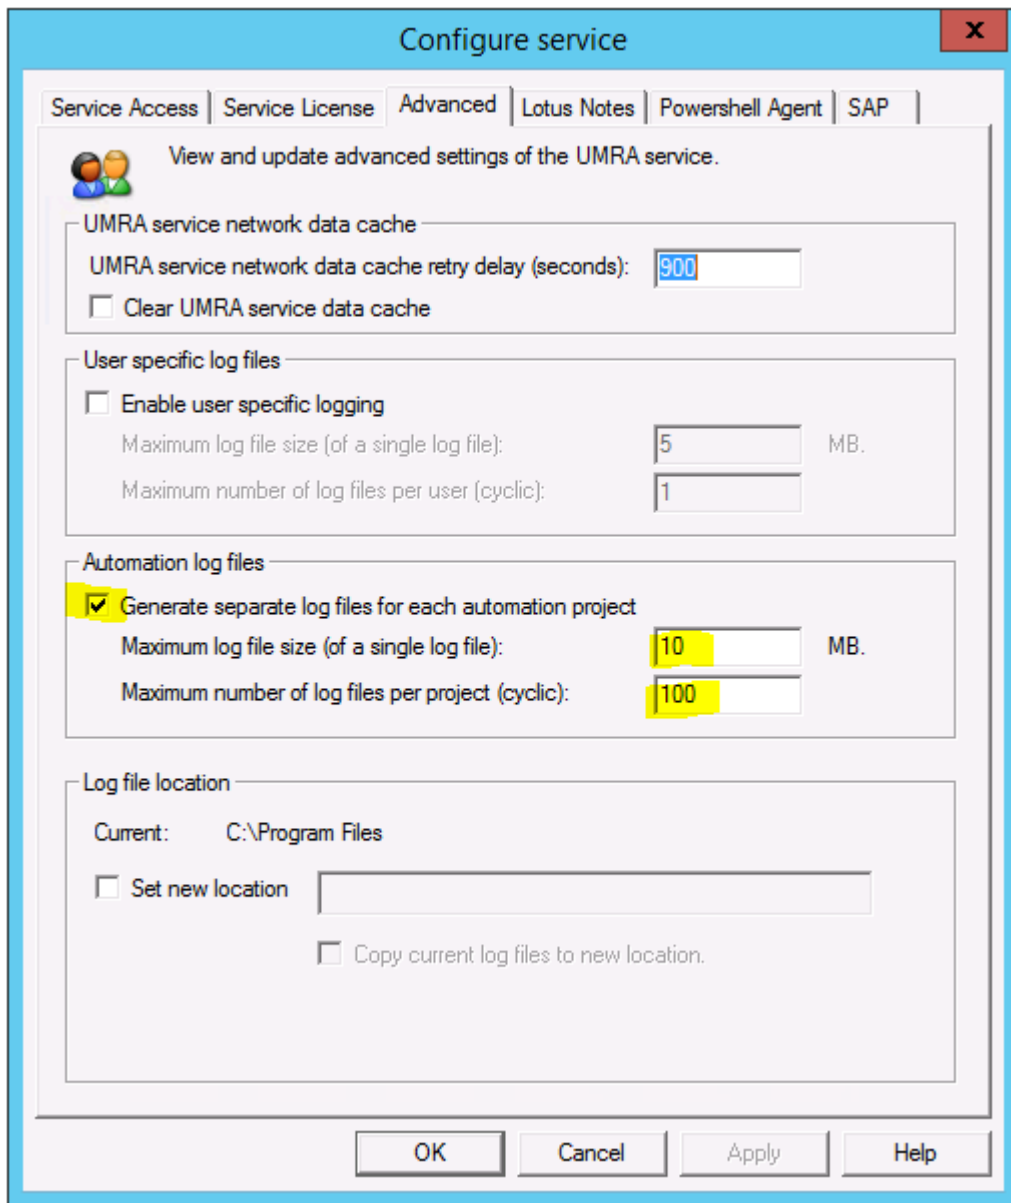 Configure service
x
Service Access
Service License
Advanced
Lotus Notes
Powershell Agent
SAP
View and update advanced settings of the UMRA service.
UMRA service network data cache
UMRA service network data cache retry delay (seconds): 900
Clear UMRA service data cache
User specific log files
Enable user specific logging
Maximum log file size (of a single log file): 5 MB.
Maximum number of log files per user (cyclic): 1
Automation log files
Generate separate log files for each automation project
Maximum log file size (of a single log file): 10 MB.
Maximum number of log files per project (cyclic): 100
Log file location
Current: C:\Program Files
Set new location
Copy current log files to new location.
OK Cancel Apply Help